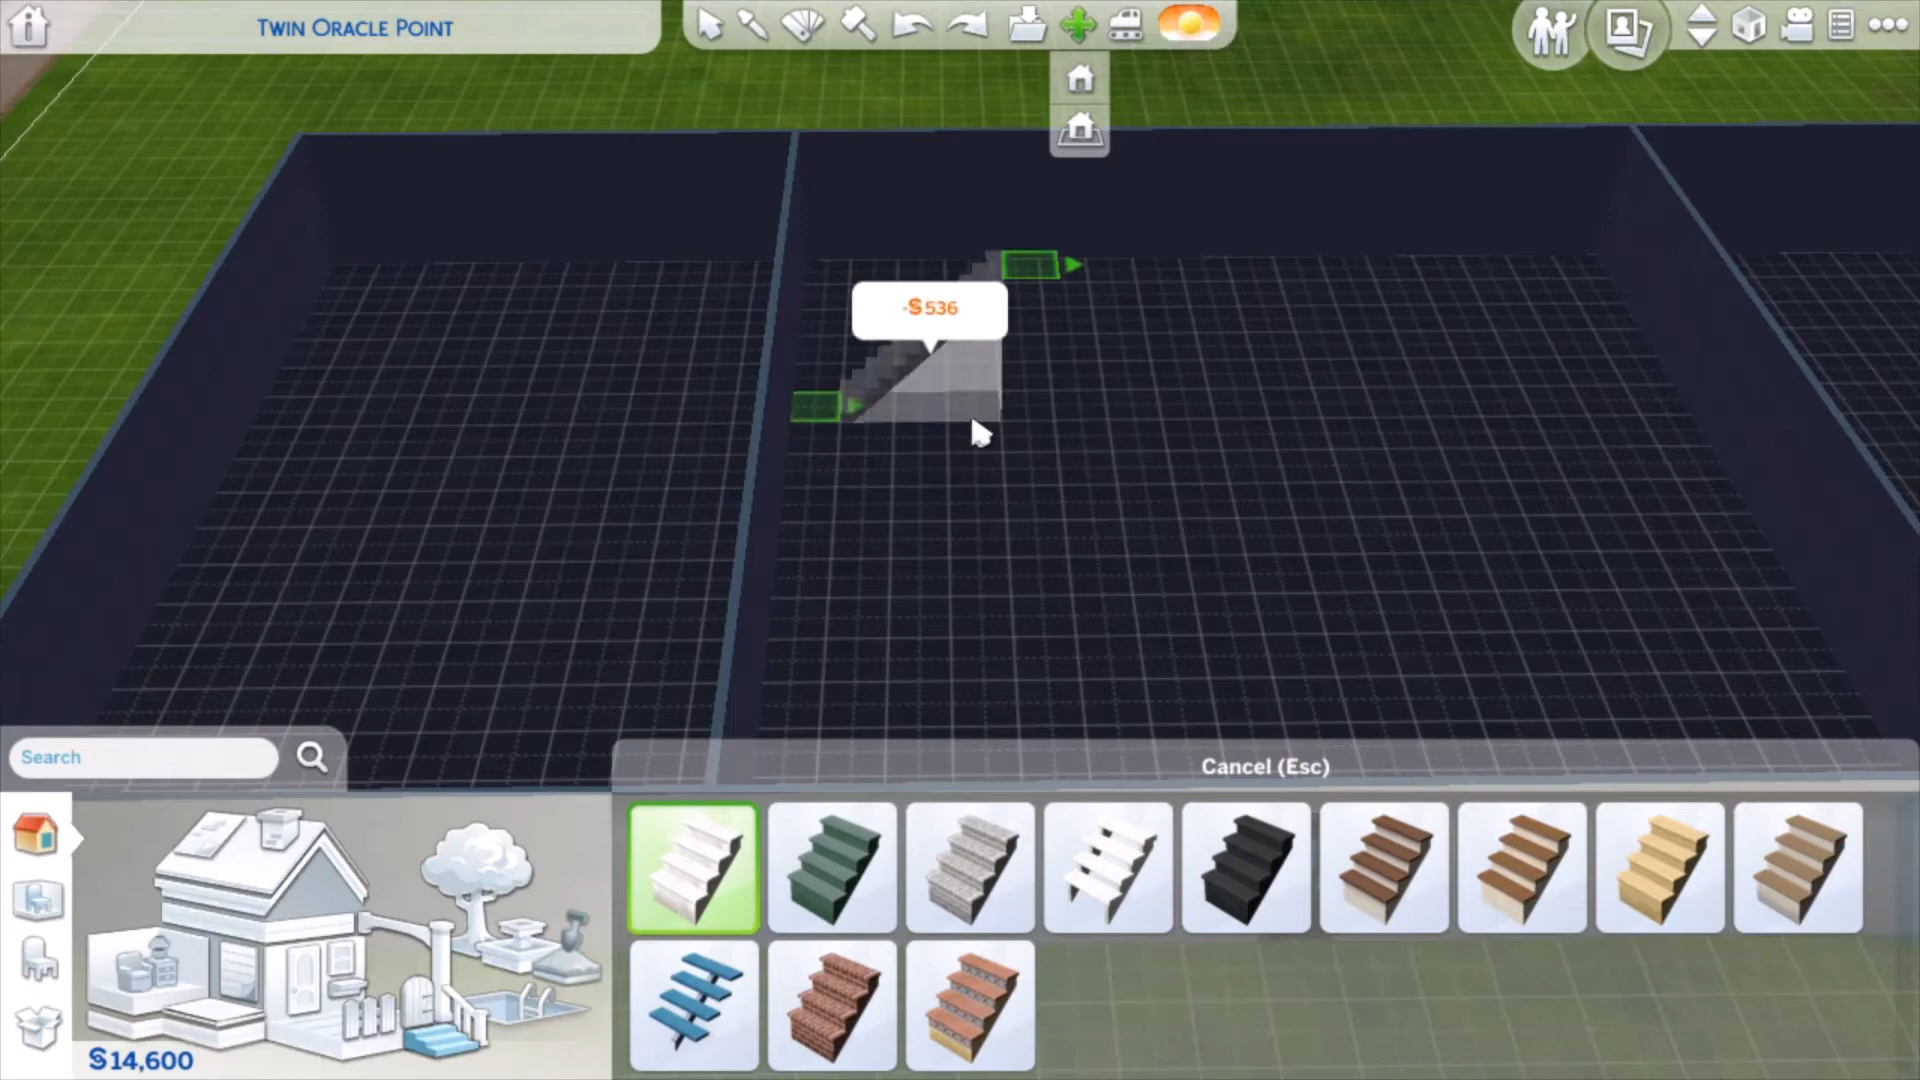 TWIN ORACLE POINT
-§536
Search
Cancel (Esc)
§14,600